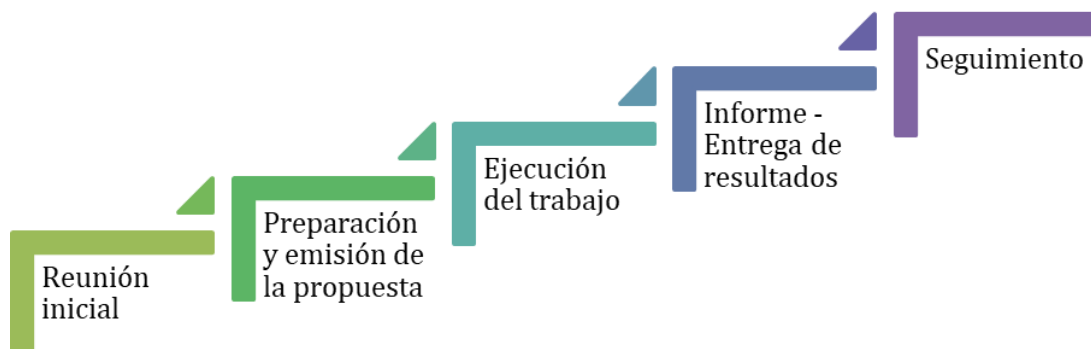 Reunión
inicial
Preparación
y emisión de
la propuesta
Ejecución
del trabajo
Informe -
Entrega de
resultados
Seguimiento